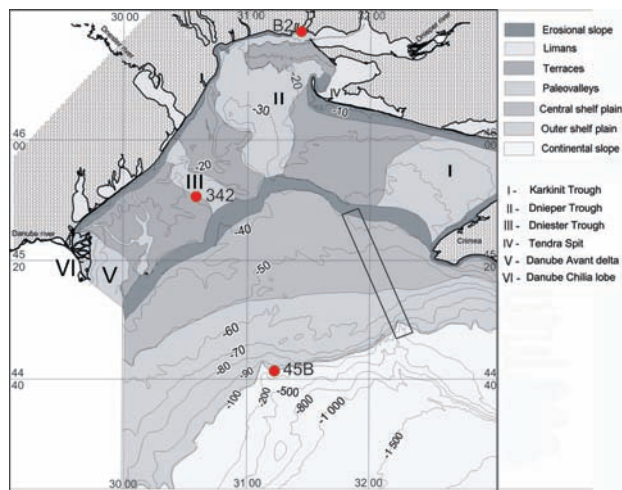 30 00 31 00 32 00
B2
Dniester river
Dnieper river
-20
II
IV
-10
-30
46
00
46
00
-20
I
III
342
-40
Danube river
Crimea
VI
V
45
20
45
20
-50
-60
-70
-80
-90
45B
-100
-200
-500
-800
-1 000
-1 500
44
40
44
40
30 00 31 00 32 00
Erosional slope
Limans
Terraces
Paleovalleys
Central shelf plain
Outer shelf plain
Continental slope
I - Karkinit Trough
II - Dnieper Trough
III - Dniester Trough
IV - Tendra Spit
V - Danube Avant delta
VI - Danube Chilia lobe